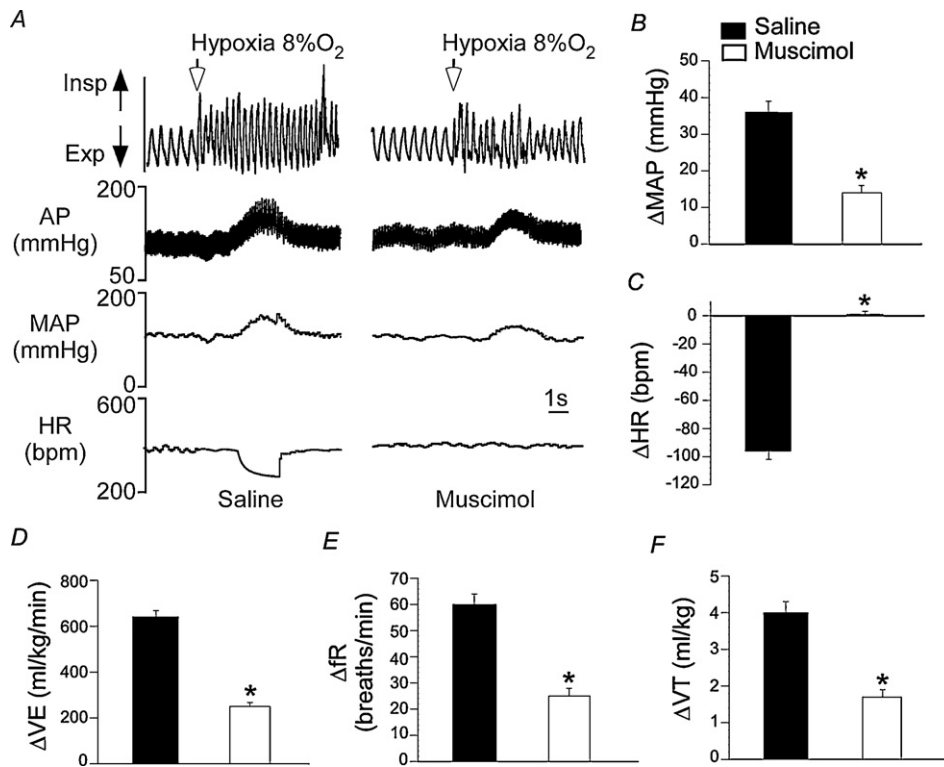 A
Hypoxia 8%O₂
Hypoxia 8%O₂
Insp
Exp
AP
(mmHg)
200
50
MAP
(mmHg)
200
0
HR
(bpm)
600
200
1s
Saline
Muscimol
B
Saline
Muscimol
ΔMAP (mmHg)
40
30
20
10
0
*
C
ΔHR (bpm)
0
-20
-40
-60
-80
-100
-120
*
D
ΔVE (ml/kg/min)
800
600
400
200
0
*
E
ΔfR
(breaths/min)
70
60
50
40
30
20
10
0
*
F
ΔVT (ml/kg)
5
4
3
2
1
0
*